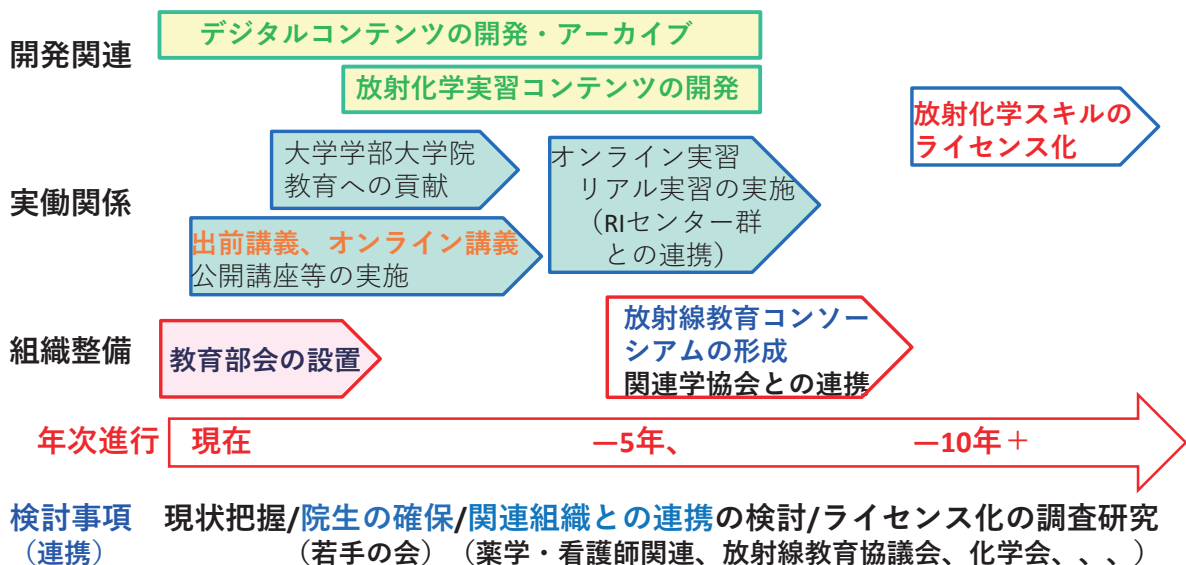 デジタルコンテンツの開発・アーカイブ
開発関連
放射化学実習コンテンツの開発
放射化学スキルの
ライセンス化
大学学部大学院
教育への貢献
オンライン実習
リアル実習の実施
（RIセンター群
との連携）
実働関係
出前講義、オンライン講義
公開講座等の実施
放射線教育コンソー
シアムの形成
関連学協会との連携
組織整備
教育部会の設置
年次進行 現在 ―5年、 ―10年＋
検討事項 現状把握/院生の確保/関連組織との連携の検討/ライセンス化の調査研究
（連携） （若手の会）（薬学・看護師関連、放射線教育協議会、化学会、、、）